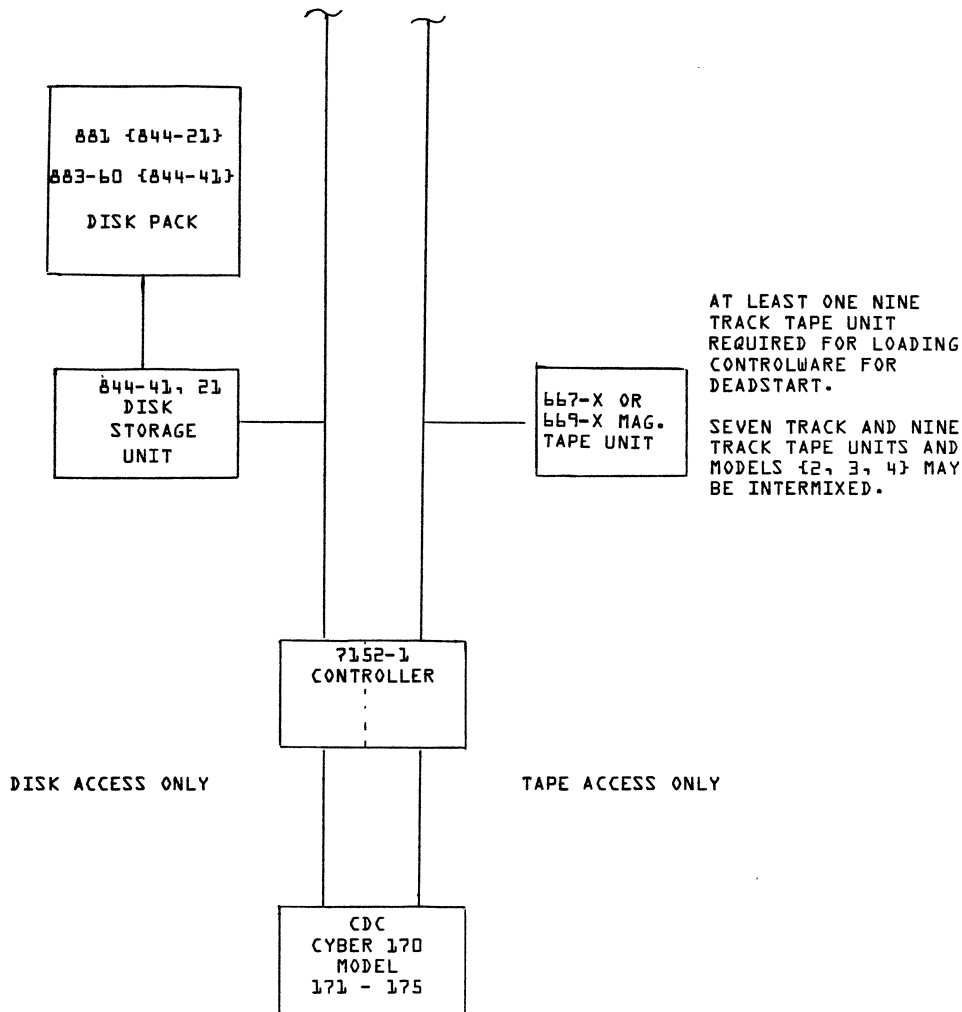 881 {844-21}
883-60 {844-41}
DISK PACK
844-41, 21
DISK
STORAGE
UNIT
667-X OR
669-X MAG.
TAPE UNIT
AT LEAST ONE NINE
TRACK TAPE UNIT
REQUIRED FOR LOADING
CONTROLWARE FOR
DEADSTART.
SEVEN TRACK AND NINE
TRACK TAPE UNITS AND
MODELS {2, 3, 4} MAY
BE INTERMIXED.
7152-1
CONTROLLER
DISK ACCESS ONLY
TAPE ACCESS ONLY
CDC
CYBER 170
MODEL
171 - 175